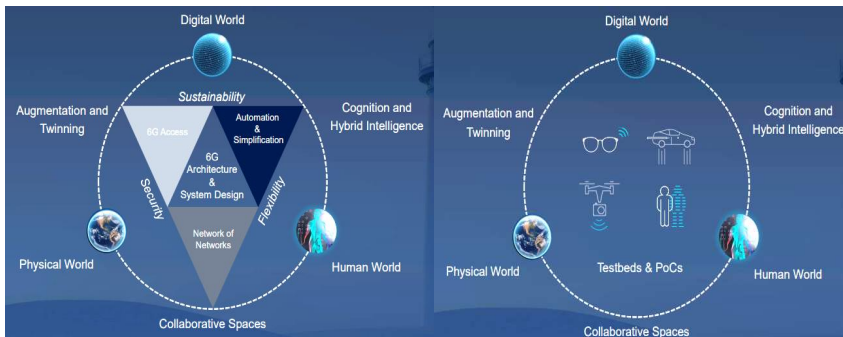 Digital World
Sustainability
Augmentation and
Twinning
Cognition and
Hybrid Intelligence
6G Access
Automation
&
Simplification
6G
Architecture
&
System Design
Security
Flexibility
Network of
Networks
Physical World
Human World
Collaborative Spaces
Digital World
Augmentation and
Twinning
Cognition and
Hybrid Intelligence
Physical World
Testbeds & PoCs
Human World
Collaborative Spaces